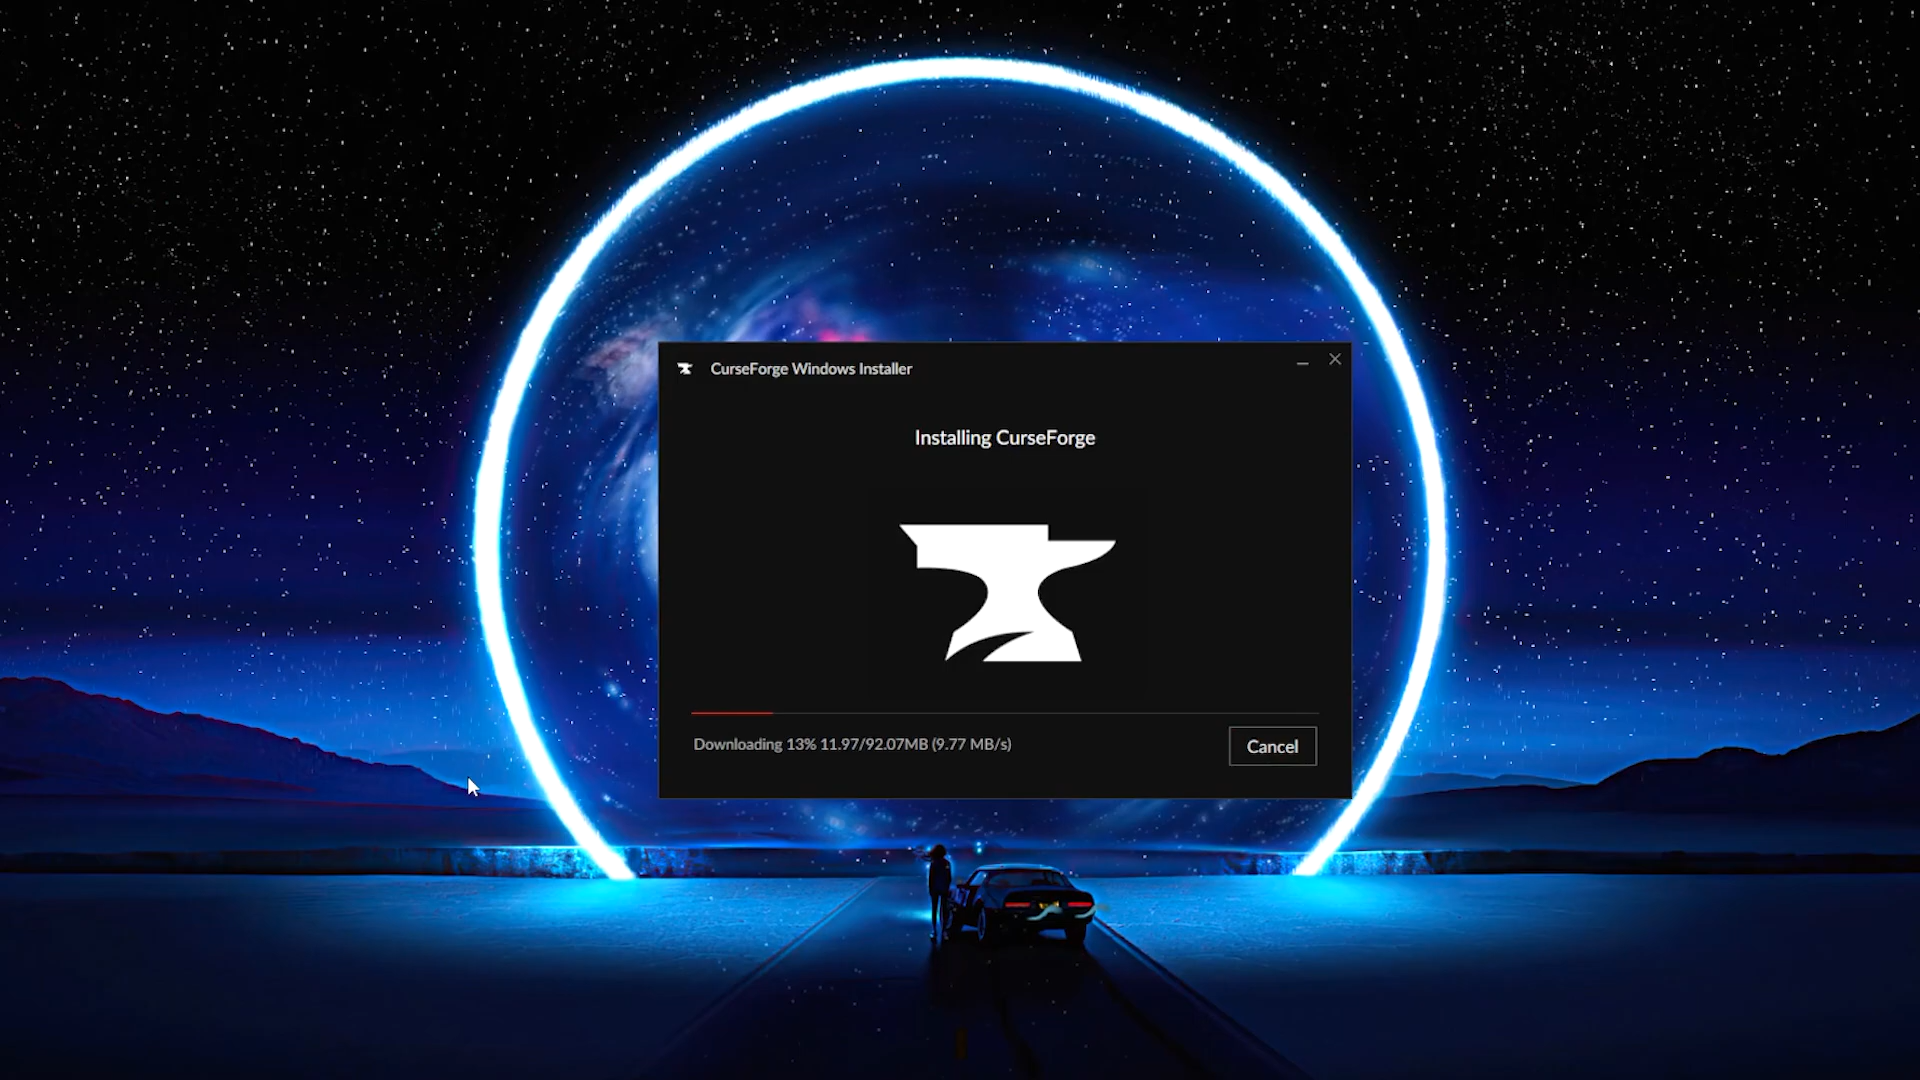 CurseForge Windows Installer
Installing CurseForge
Downloading 13% 11.97/92.07MB (9.77 MB/s)
Cancel